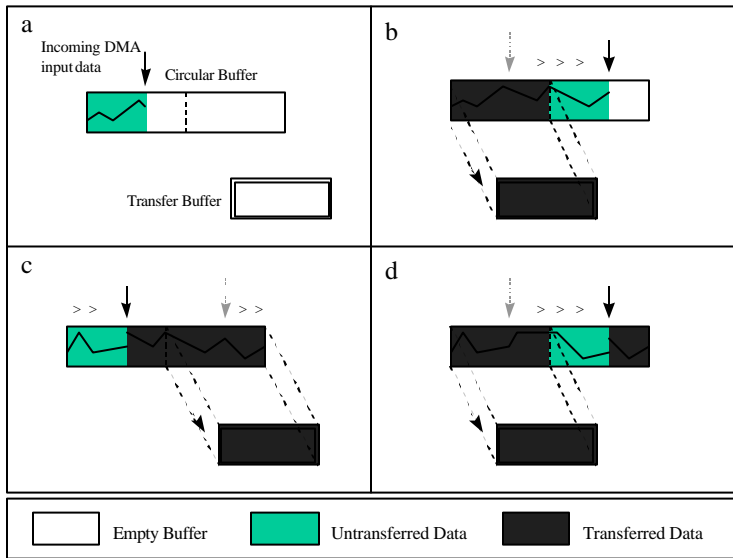 a
Incoming DMA
input data
Circular Buffer
Transfer Buffer
b
> > >
c
> >
> >
d
> > >
Empty Buffer
Untransferred Data
Transferred Data